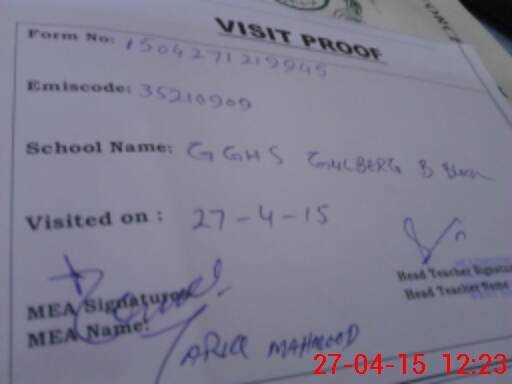 VISIT PROOF
Form No: 1504271219945
Emiscode: 35210909
School Name: GGHS GULBERG B Block
Visited on : 27-4-15
Head Teacher Signature
Head Teacher Name
MEA Signature
MEA Name: TARIQ MAHMOOD
27-04-15 12:23